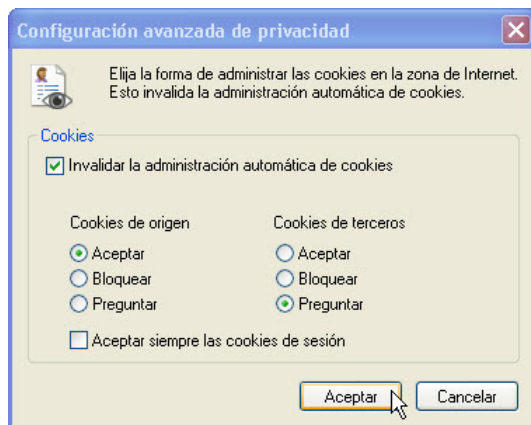 Configuración avanzada de privacidad
Elija la forma de administrar las cookies en la zona de Internet.
Esto invalida la administración automática de cookies.
Cookies
Invalidar la administración automática de cookies
Cookies de origen
Cookies de terceros
Aceptar
Aceptar
Bloquear
Bloquear
Preguntar
Preguntar
Aceptar siempre las cookies de sesión
Aceptar
Cancelar